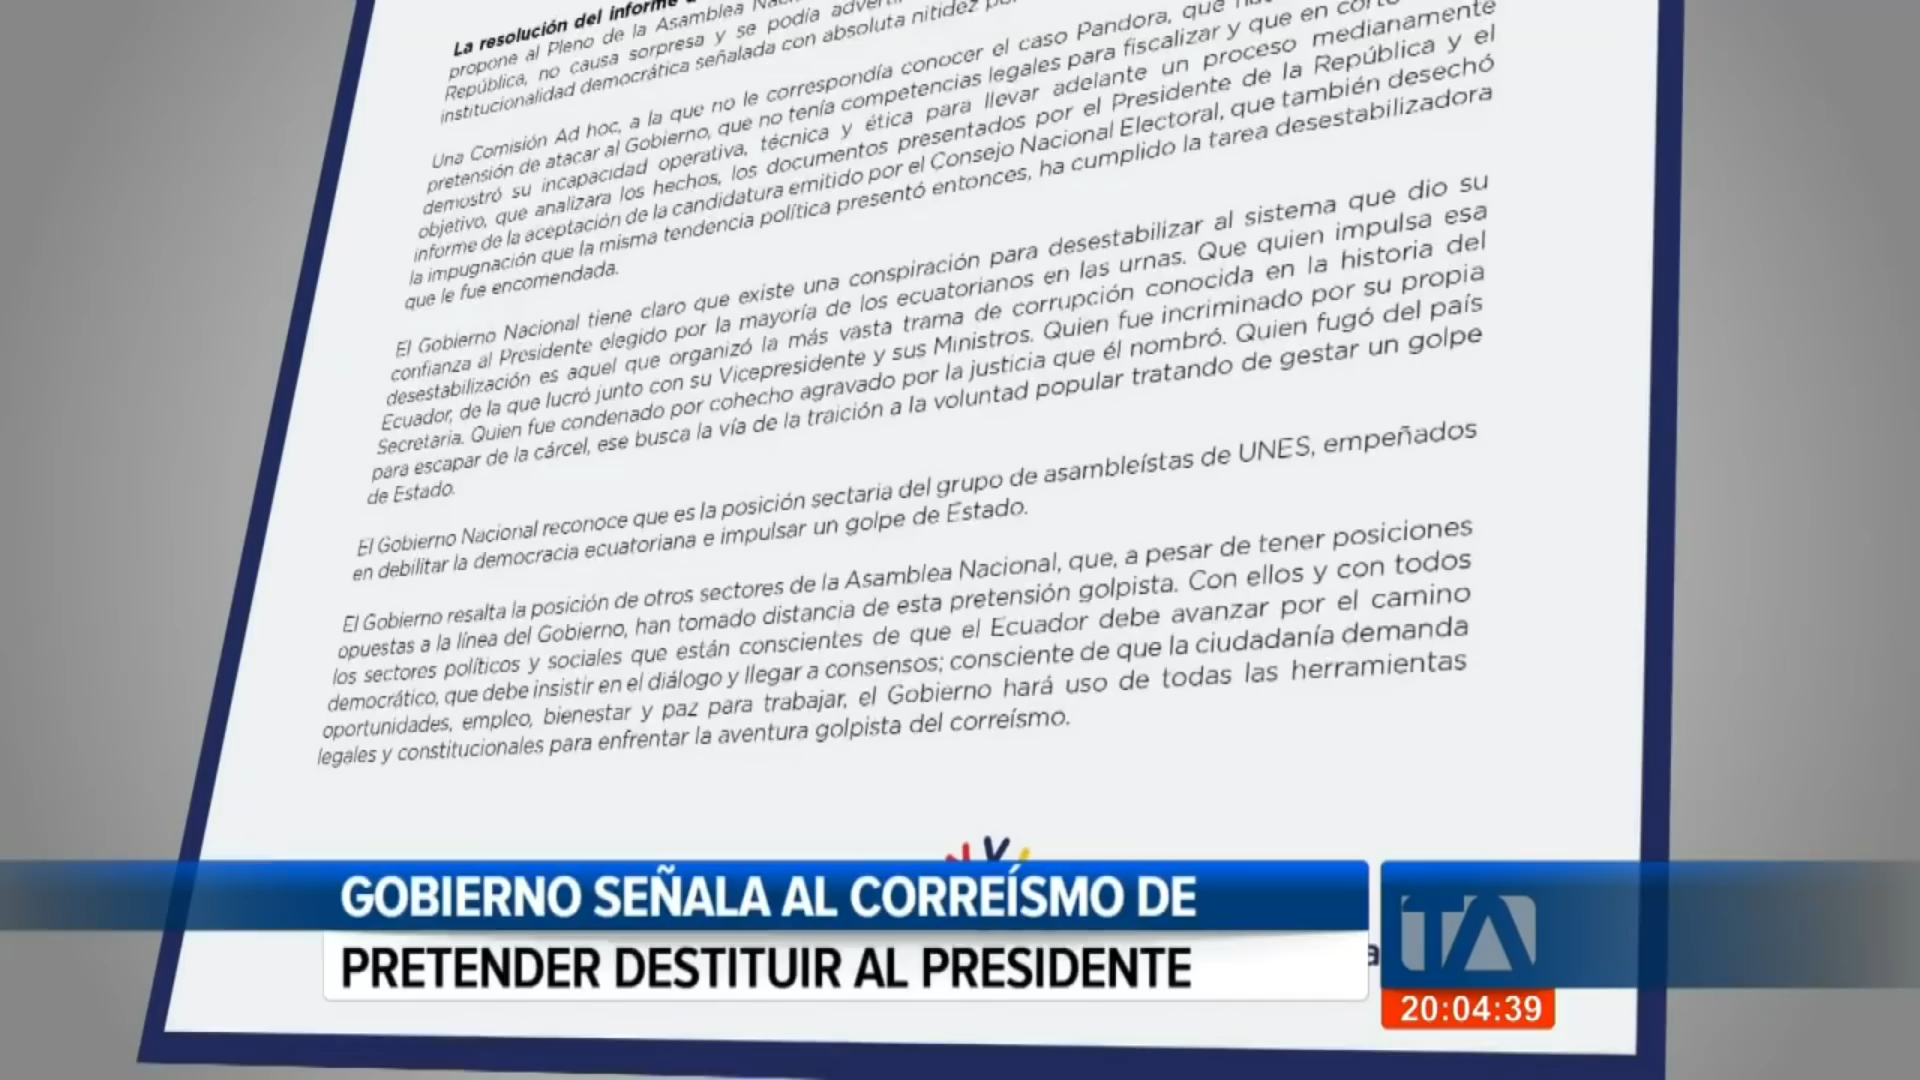 La resolución del informe
propone al Pleno de la Asamblea
República, no causa sorpresa y se podía
institucionalidad democrática señalada con absoluta nitidez
Una Comisión Ad hoc, a la que no le correspondía conocer el caso Pandora, que
pretensión de atacar al Gobierno, que no tenía competencias legales para fiscalizar y que en
demostró su incapacidad operativa, técnica y ética para llevar adelante un proceso medianamente
objetivo, que analizara los hechos, los documentos presentados por el Presidente de la República y el
informe de la aceptación de la candidatura emitido por el Consejo Nacional Electoral, que también desechó
la impugnación que la misma tendencia política presentó entonces, ha cumplido la tarea desestabilizadora
que le fue encomendada.
El Gobierno Nacional tiene claro que existe una conspiración para desestabilizar al sistema que dio su
confianza al Presidente elegido por la mayoría de los ecuatorianos en las urnas. Que quien impulsa esa
desestabilización es aquel que organizó la más vasta trama de corrupción conocida en la historia del
Ecuador, de la que lucró junto con su Vicepresidente y sus Ministros. Quien fue incriminado por su propia
Secretaria. Quien fue condenado por cohecho agravado por la justicia que él nombró. Quien fugó del país
para escapar de la cárcel, ese busca la vía de la traición a la voluntad popular tratando de gestar un golpe
de Estado.
El Gobierno Nacional reconoce que es la posición sectaria del grupo de asambleístas de UNES, empeñados
en debilitar la democracia ecuatoriana e impulsar un golpe de Estado.
El Gobierno resalta la posición de otros sectores de la Asamblea Nacional, que, a pesar de tener posiciones
opuestas a la línea del Gobierno, han tomado distancia de esta pretensión golpista. Con ellos y con todos
los sectores políticos y sociales que están conscientes de que el Ecuador debe avanzar por el camino
democrático, que debe insistir en el diálogo y llegar a consensos; consciente de que la ciudadanía demanda
oportunidades, empleo, bienestar y paz para trabajar, el Gobierno hará uso de todas las herramientas
legales y constitucionales para enfrentar la aventura golpista del correísmo.
GOBIERNO SEÑALA AL CORREÍSMO DE
PRETENDER DESTITUIR AL PRESIDENTE
TA
20:04:39